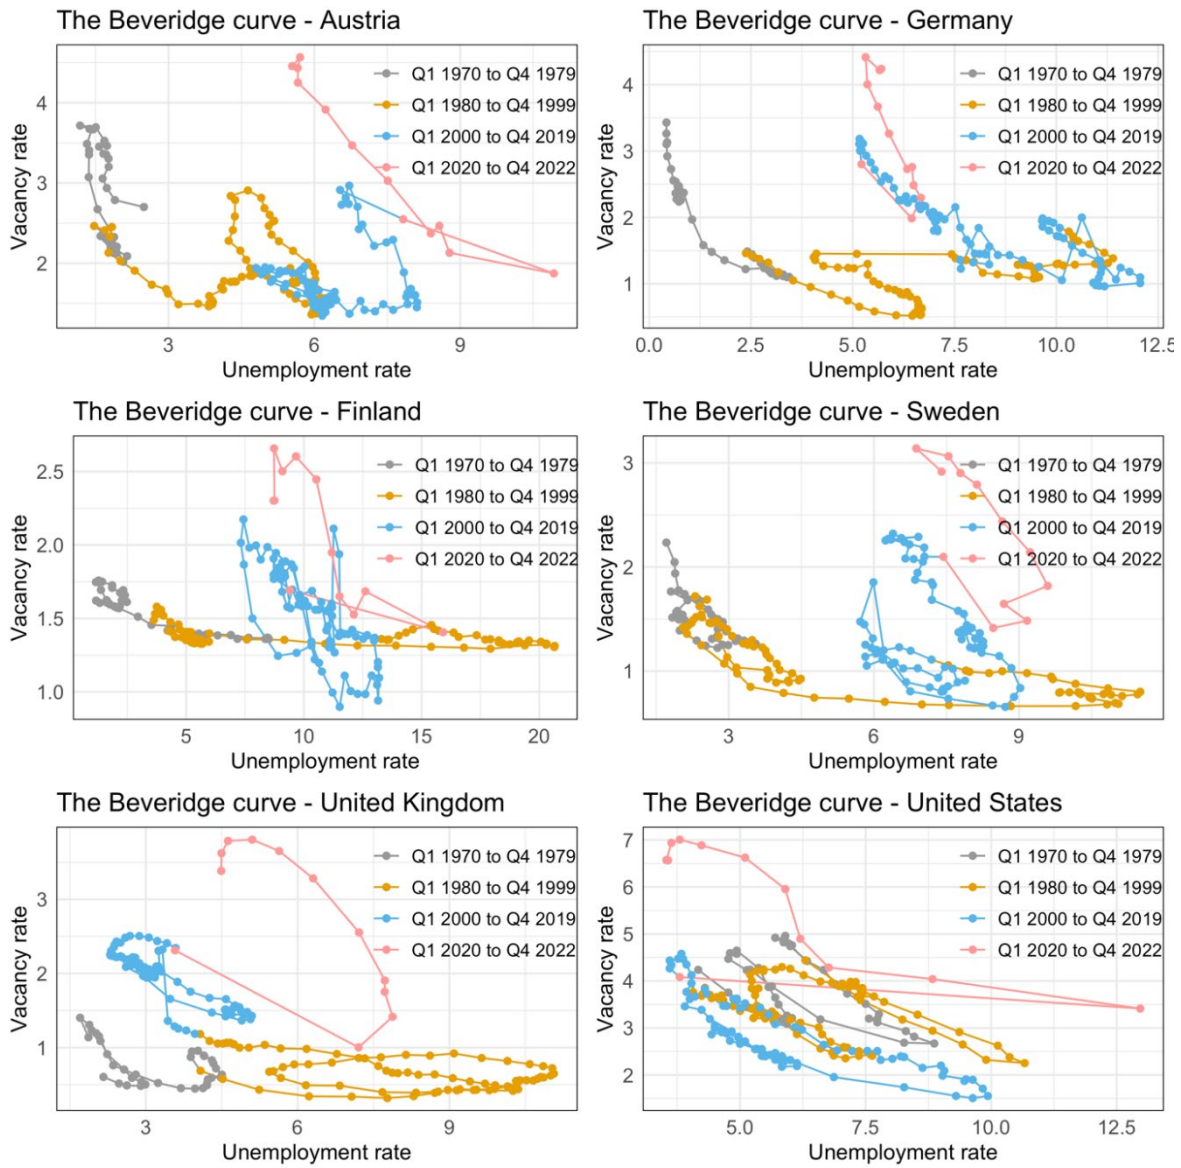 The Beveridge curve - Austria
Vacancy rate
4
3
2
Q1 1970 to Q4 1979
Q1 1980 to Q4 1999
Q1 2000 to Q4 2019
Q1 2020 to Q4 2022
3 6 9
Unemployment rate
The Beveridge curve - Germany
Vacancy rate
4
3
2
1
Q1 1970 to Q4 1979
Q1 1980 to Q4 1999
Q1 2000 to Q4 2019
Q1 2020 to Q4 2022
0.0 2.5 5.0 7.5 10.0 12.5
Unemployment rate
The Beveridge curve - Finland
Vacancy rate
2.5
2.0
1.5
1.0
Q1 1970 to Q4 1979
Q1 1980 to Q4 1999
Q1 2000 to Q4 2019
Q1 2020 to Q4 2022
5 10 15 20
Unemployment rate
The Beveridge curve - Sweden
Vacancy rate
3
2
1
Q1 1970 to Q4 1979
Q1 1980 to Q4 1999
Q1 2000 to Q4 2019
Q1 2020 to Q4 2022
3 6 9
Unemployment rate
The Beveridge curve - United Kingdom
Vacancy rate
3
2
1
Q1 1970 to Q4 1979
Q1 1980 to Q4 1999
Q1 2000 to Q4 2019
Q1 2020 to Q4 2022
3 6 9
Unemployment rate
The Beveridge curve - United States
Vacancy rate
7
6
5
4
3
2
Q1 1970 to Q4 1979
Q1 1980 to Q4 1999
Q1 2000 to Q4 2019
Q1 2020 to Q4 2022
5.0 7.5 10.0 12.5
Unemployment rate